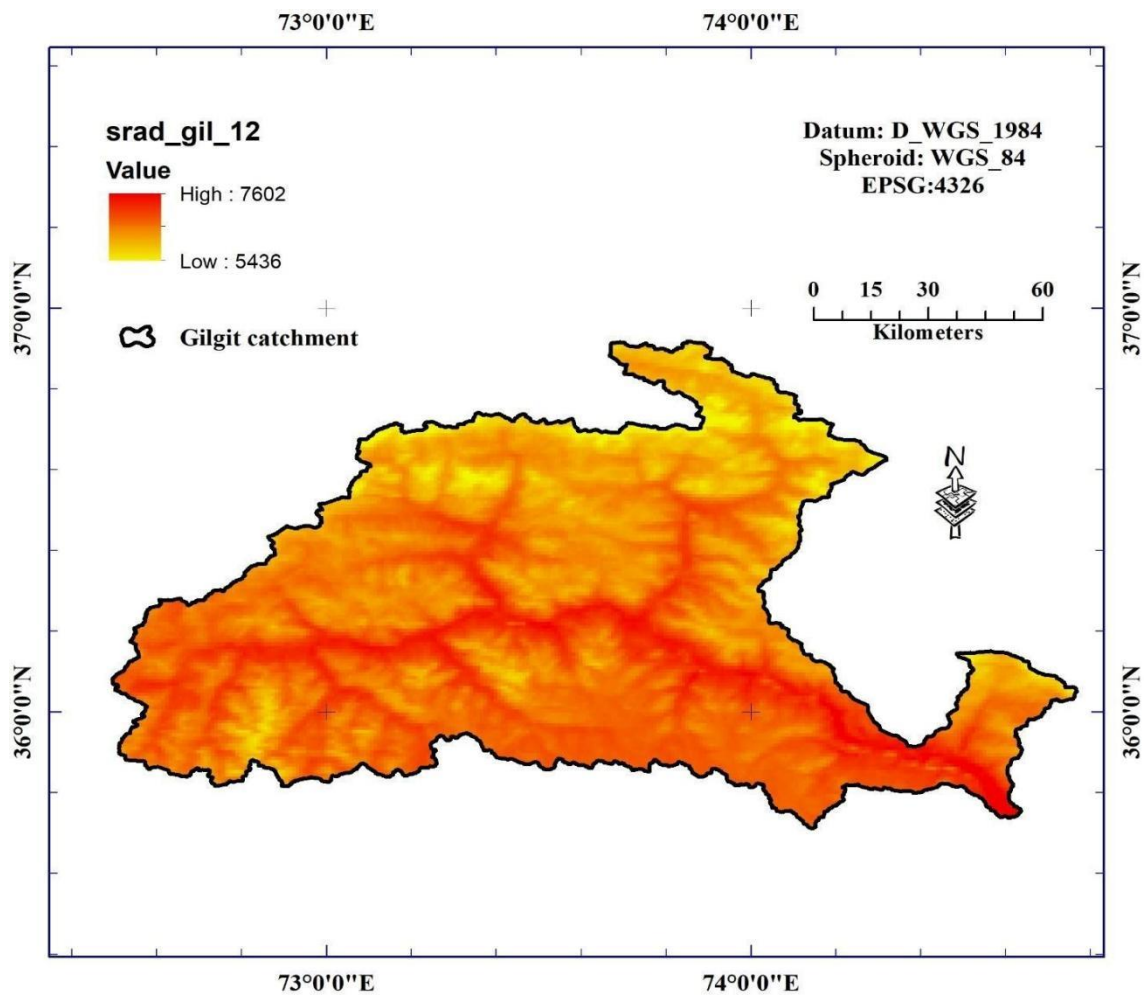 73°0'0"E 74°0'0"E
srad_gil_12
Value
High : 7602
Low : 5436
Gilgit catchment
Datum: D_WGS_1984
Spheroid: WGS_84
EPSG:4326
0 15 30 60
Kilometers
37°0'0"N 37°0'0"N
N
36°0'0"N 36°0'0"N
73°0'0"E 74°0'0"E